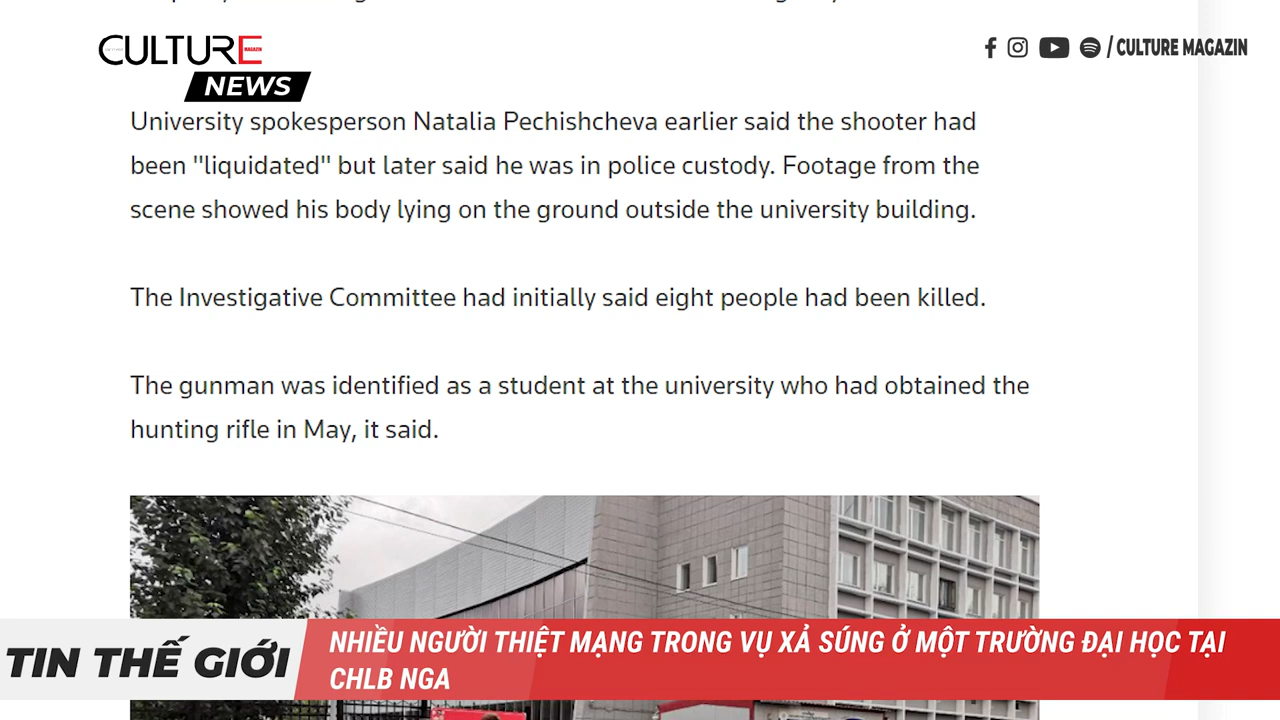 CULTURE
MAGAZIN
NEWS
/ CULTURE MAGAZIN
University spokesperson Natalia Pechishcheva earlier said the shooter had
been "liquidated" but later said he was in police custody. Footage from the
scene showed his body lying on the ground outside the university building.
The Investigative Committee had initially said eight people had been killed.
The gunman was identified as a student at the university who had obtained the
hunting rifle in May, it said.
TIN THẾ GIỚI
NHIỀU NGƯỜI THIỆT MẠNG TRONG VỤ XẢ SÚNG Ở MỘT TRƯỜNG ĐẠI HỌC TẠI
CHLB NGA